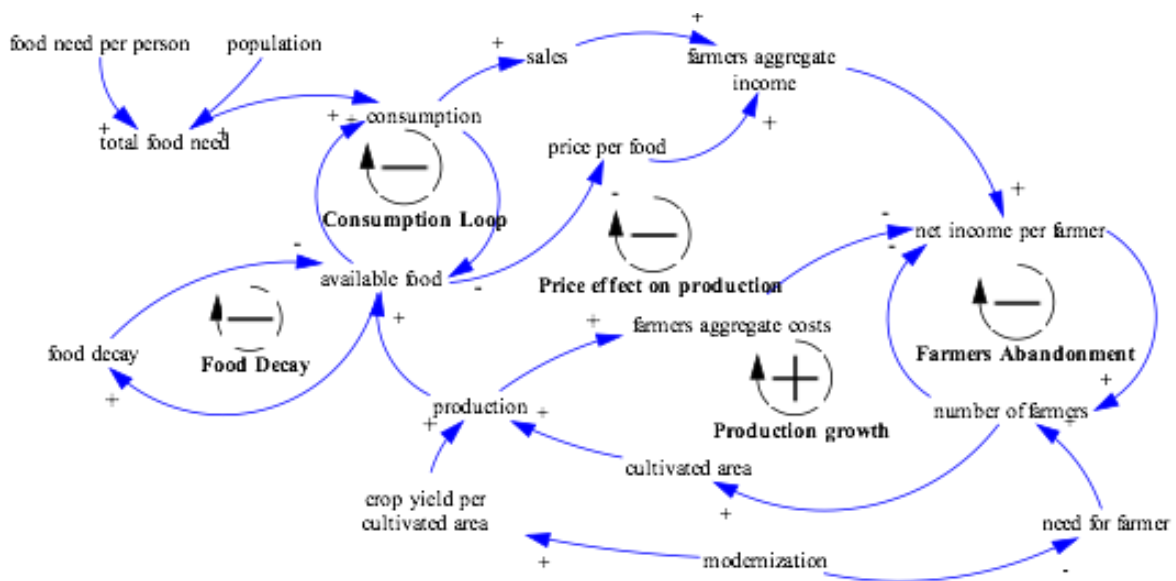 food need per person
population
total food need
consumption
sales
farmers aggregate
income
price per food
Consumption Loop
available food
net income per farmer
Price effect on production
farmers aggregate costs
food decay
Food Decay
Farmers Abandonment
production
number of farmers
Production growth
cultivated area
crop yield per
cultivated area
need for farmer
modernization